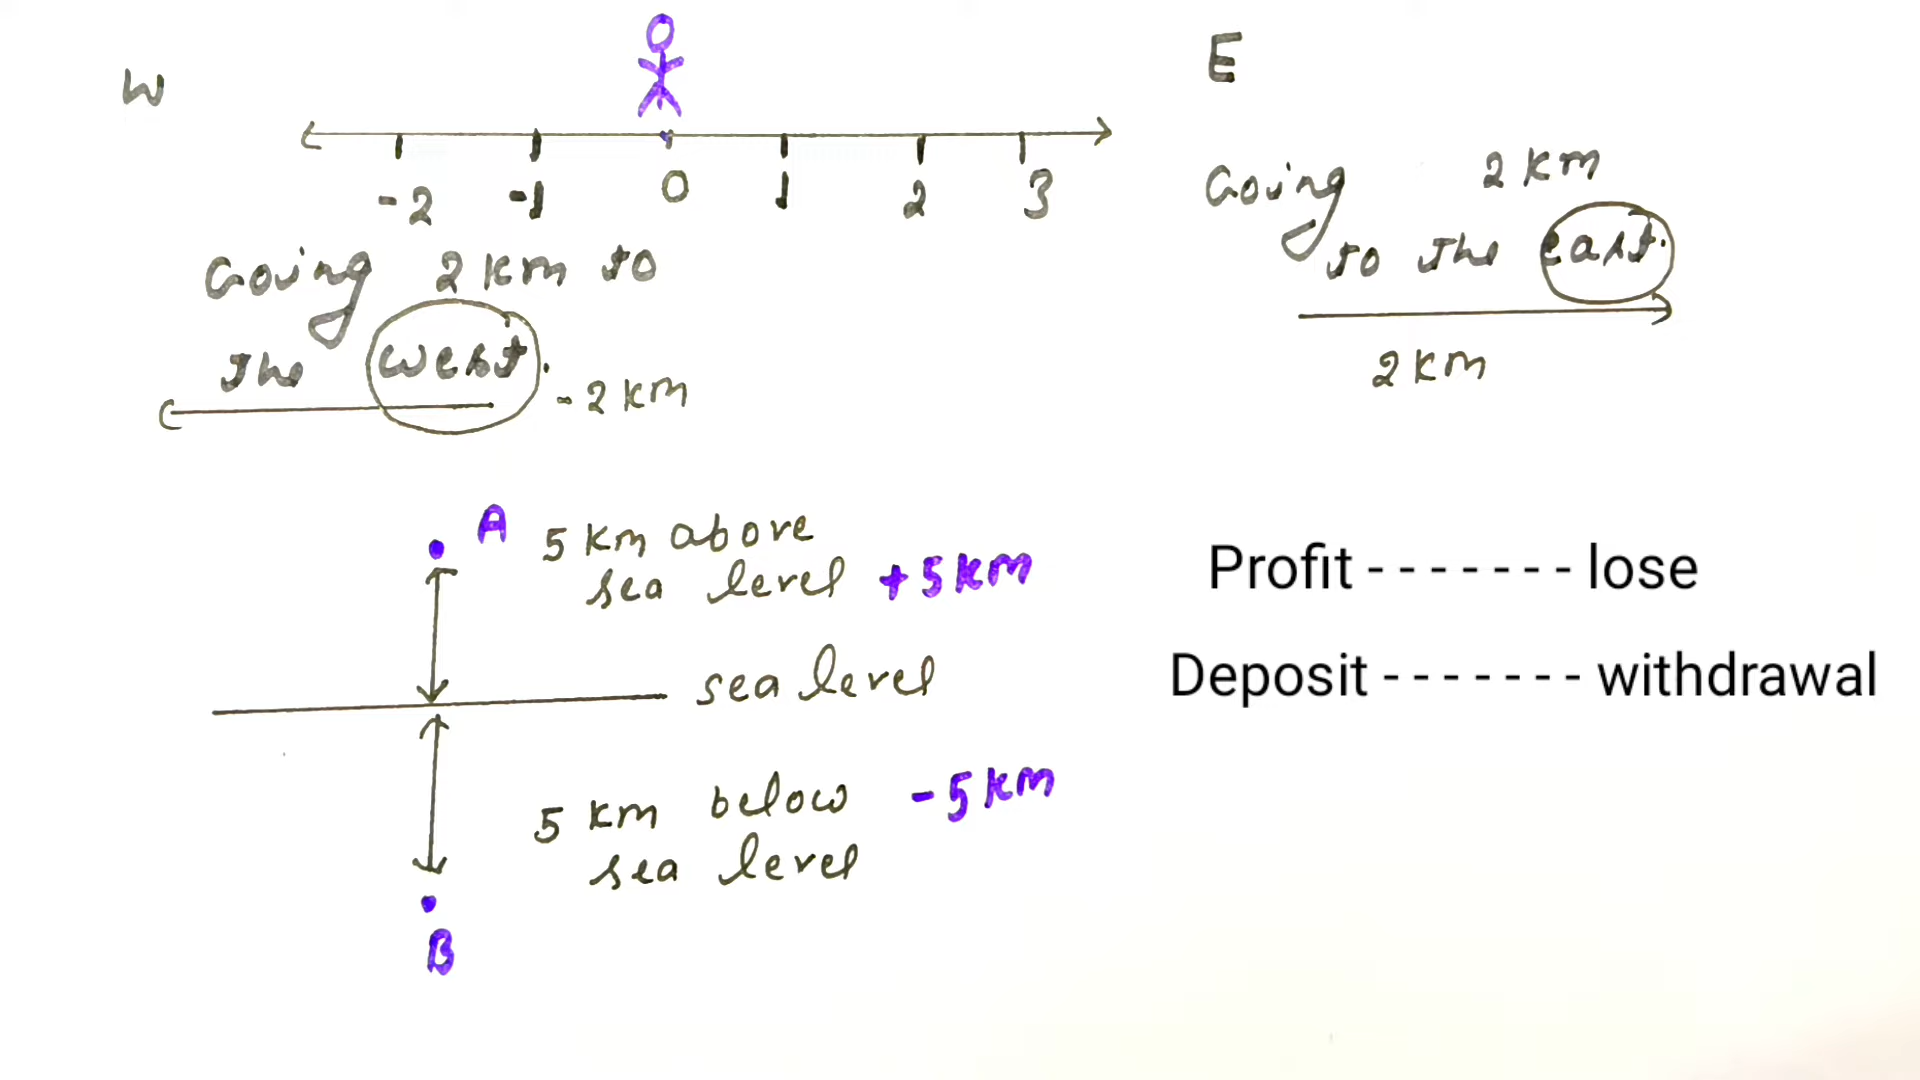 W
E
-2 -1 0 1 2 3
Going 2 km to
the west.
-2 km
Going 2 km
to the east.
2 km
A
5 km above
sea level +5 km
sea level
5 km below -5 km
sea level
B
Profit ------- lose
Deposit ------- withdrawal